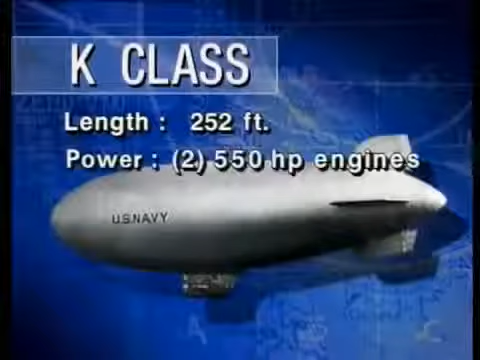 K CLASS
Length : 252 ft.
Power : (2) 550 hp engines
U.S.NAVY